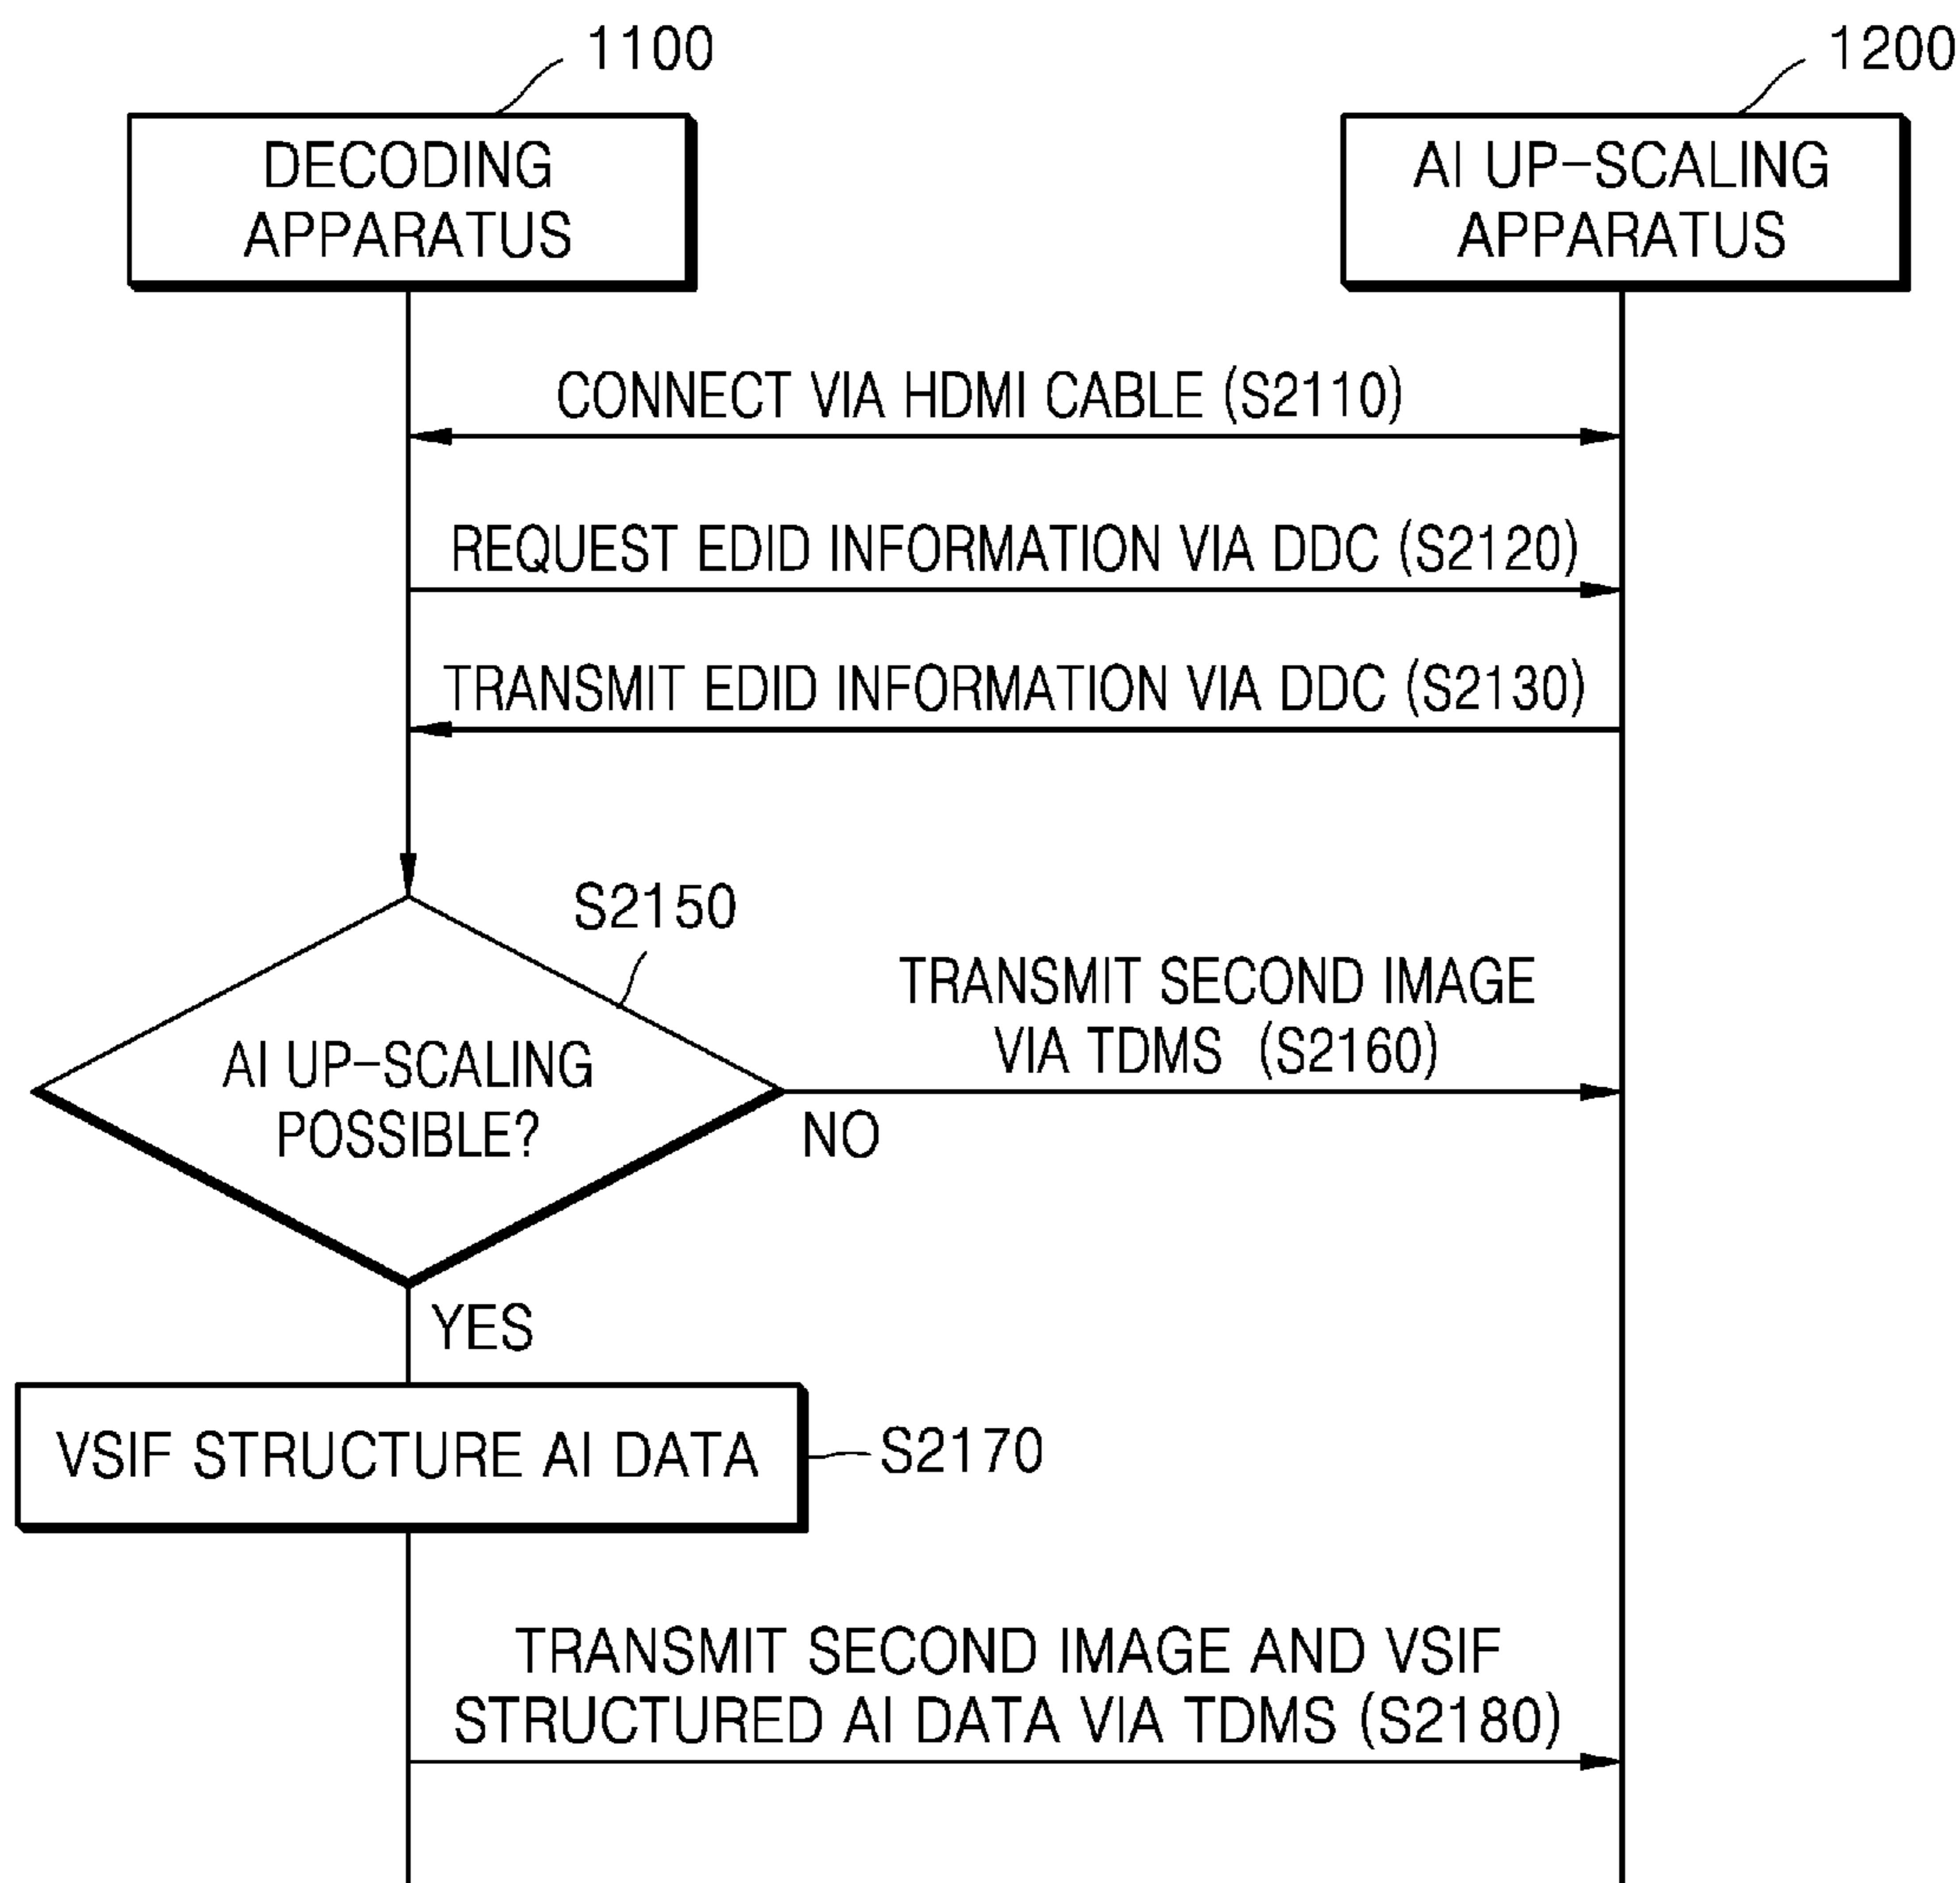 1100
1200
DECODING
APPARATUS
AI UP-SCALING
APPARATUS
CONNECT VIA HDMI CABLE (S2110)
REQUEST EDID INFORMATION VIA DDC (S2120)
TRANSMIT EDID INFORMATION VIA DDC (S2130)
S2150
AI UP-SCALING
POSSIBLE?
TRANSMIT SECOND IMAGE
VIA TDMS (S2160)
NO
YES
VSIF STRUCTURE AI DATA
S2170
TRANSMIT SECOND IMAGE AND VSIF
STRUCTURED AI DATA VIA TDMS (S2180)